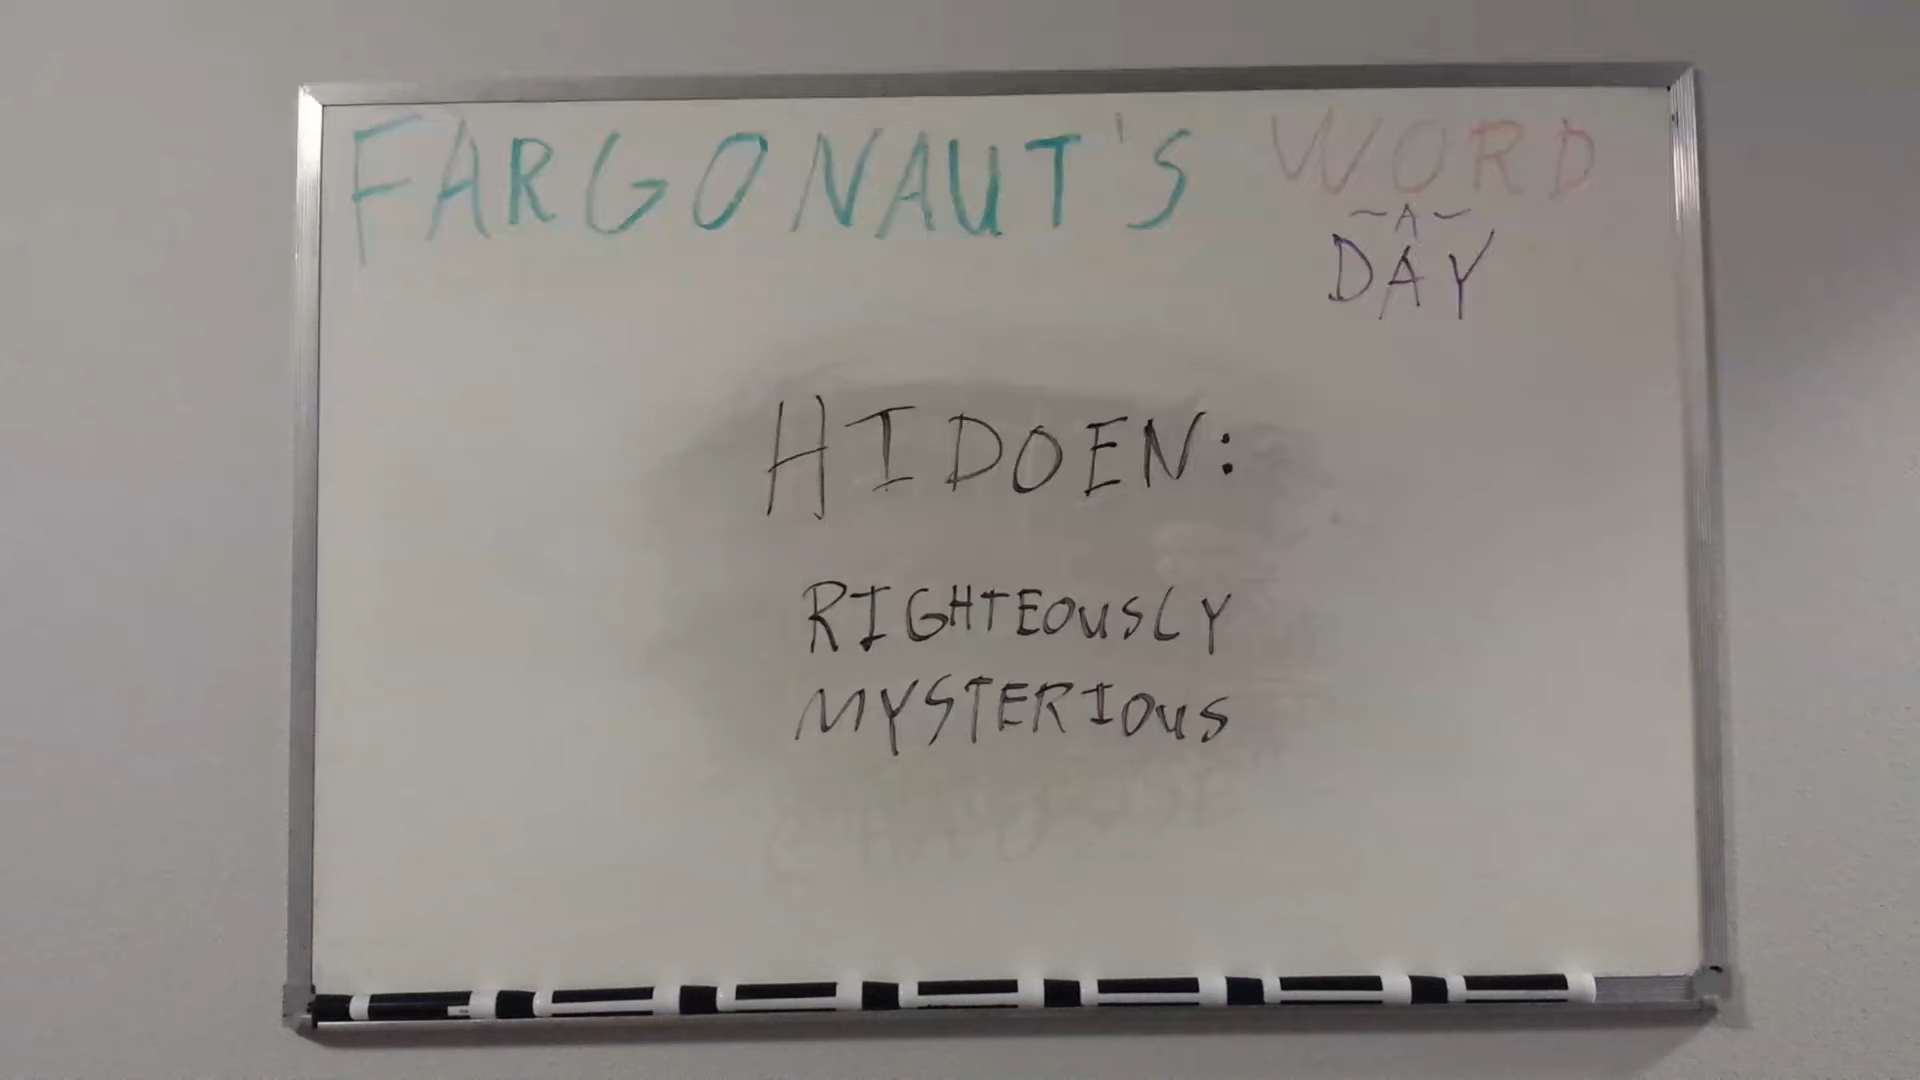 FARGONAUT'S WORD
~A~
DAY
HIDOEN:
RIGHTEOUSLY
MYSTERIOUS